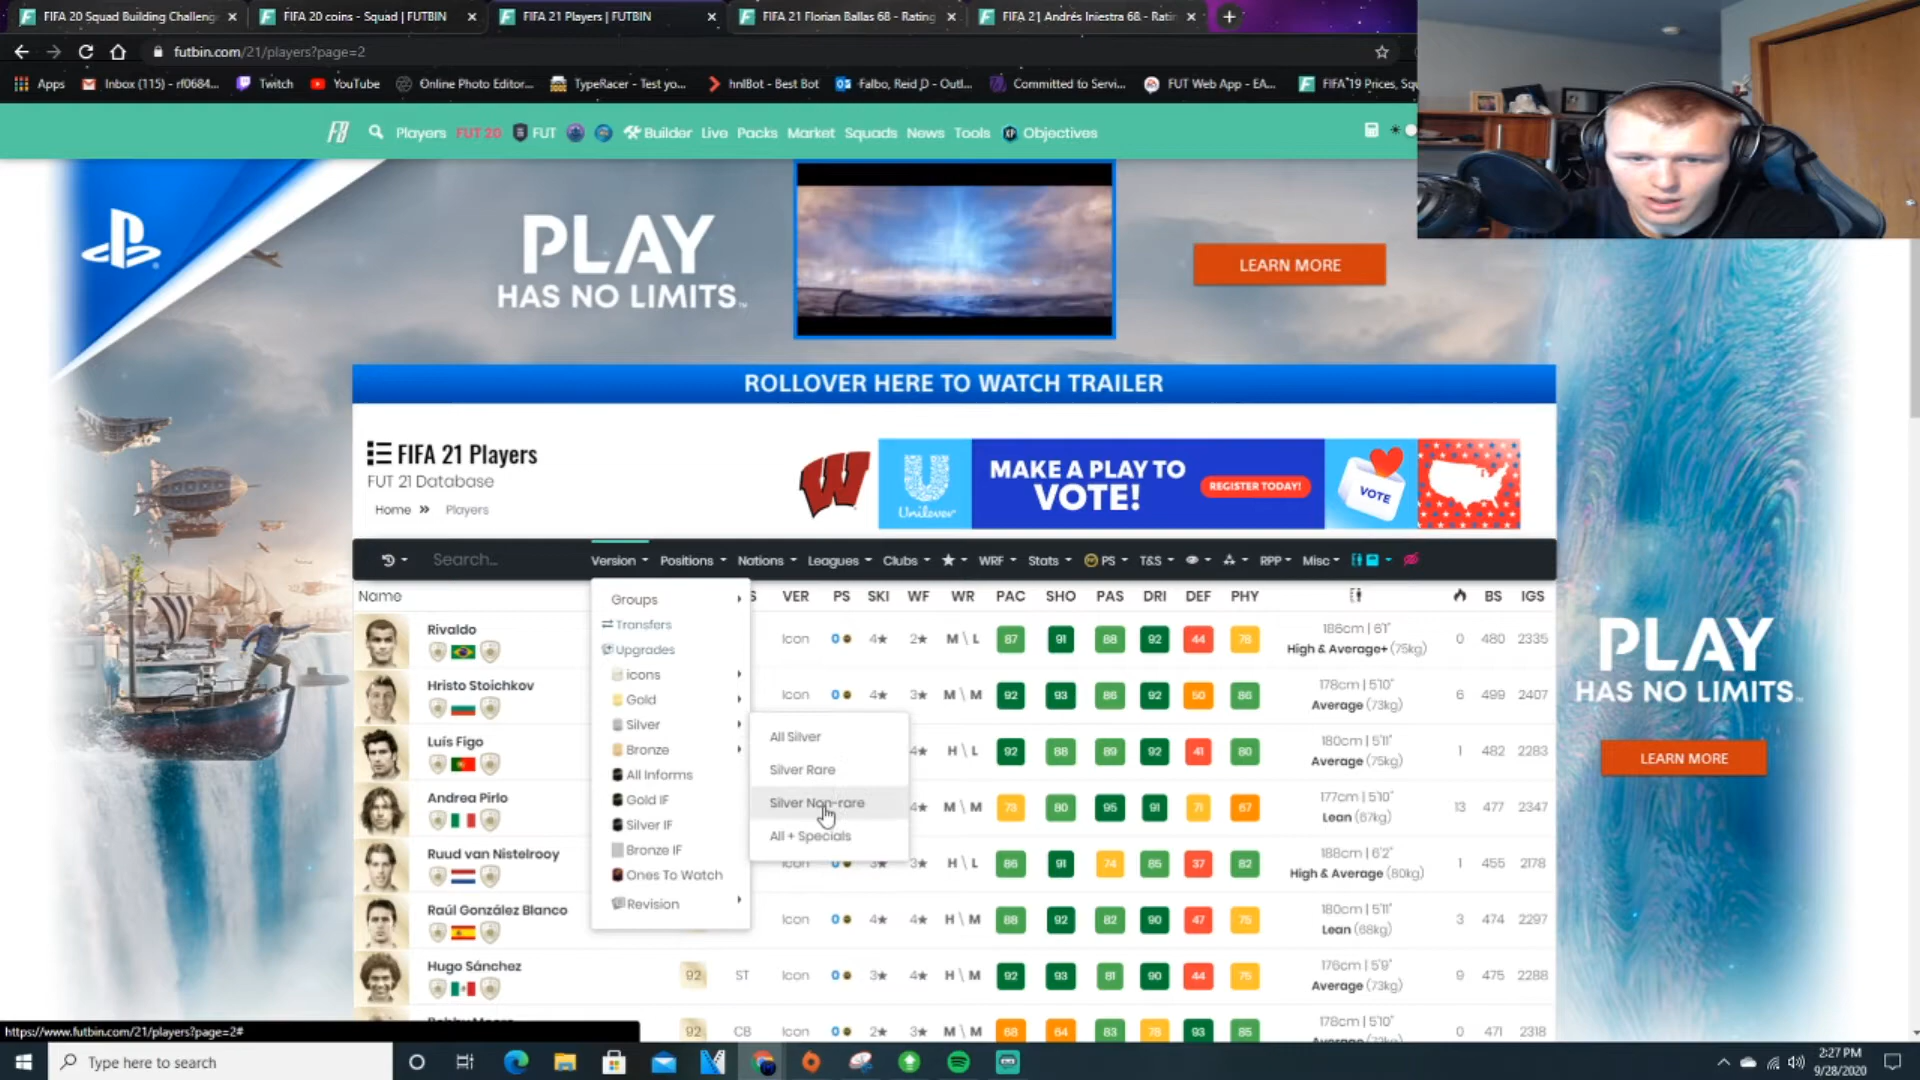 FIFA 20 Squad Building Challeng
FIFA 20 coins - Squad | FUTBIN
FIFA 21 Players | FUTBIN
FIFA 21 Florian Ballas 68 - Rating
FIFA 21 Andrés Iniesta 68 - Ratin
futbin.com/21/players?page=2
Apps
Inbox (115) - rf0684...
Twitch
YouTube
Online Photo Editor...
TypeRacer - Test yo...
hnlBot - Best Bot
Falbo, Reid D - Outl...
Committed to Servi...
FUT Web App - EA...
FIFA 19 Prices, Squ
Players FUT 20 FUT Builder Live Packs Market Squads News Tools Objectives
PLAY
HAS NO LIMITS™
LEARN MORE
ROLLOVER HERE TO WATCH TRAILER
FIFA 21 Players
FUT 21 Database
Home » Players
W
Unilever
MAKE A PLAY TO
VOTE!
REGISTER TODAY!
VOTE
Search... Version Positions Nations Leagues Clubs WRF Stats PS T&S RPP Misc
Name S VER PS SKI WF WR PAC SHO PAS DRI DEF PHY BS IGS
Groups
Transfers
Upgrades
icons
Gold
Silver
Bronze
All Informs
Gold IF
Silver IF
Bronze IF
Ones To Watch
Revision
All Silver
Silver Rare
Silver Non-rare
All + Specials
Rivaldo Icon 0 4★ 2★ M \ L 87 91 88 92 44 78 186cm | 6'1" 0 480 2335
High & Average+ (75kg)
Hristo Stoichkov Icon 0 4★ 3★ M \ M 92 93 86 92 50 86 178cm | 5'10" 6 499 2407
Average (73kg)
Luís Figo 4★ H \ L 92 88 89 92 41 80 180cm | 5'11" 1 482 2283
Average (75kg)
Andrea Pirlo 4★ M \ M 73 80 95 91 71 67 177cm | 5'10" 13 477 2347
Lean (67kg)
Ruud van Nistelrooy Icon 0 3★ 3★ H \ L 86 91 74 85 37 82 188cm | 6'2" 1 455 2178
High & Average (80kg)
Raúl González Blanco Icon 0 4★ 4★ H \ M 88 92 82 90 47 75 180cm | 5'11" 3 474 2297
Lean (68kg)
Hugo Sánchez 92 ST Icon 0 3★ 4★ H \ M 92 93 81 90 44 75 176cm | 5'9" 9 475 2288
Average (73kg)
92 CB Icon 0 2★ 3★ M \ M 68 64 83 78 93 85 178cm | 5'10" 0 471 2318
PLAY
HAS NO LIMITS™
LEARN MORE
https://www.futbin.com/21/players?page=2#
Type here to search
2:27 PM
9/28/2020